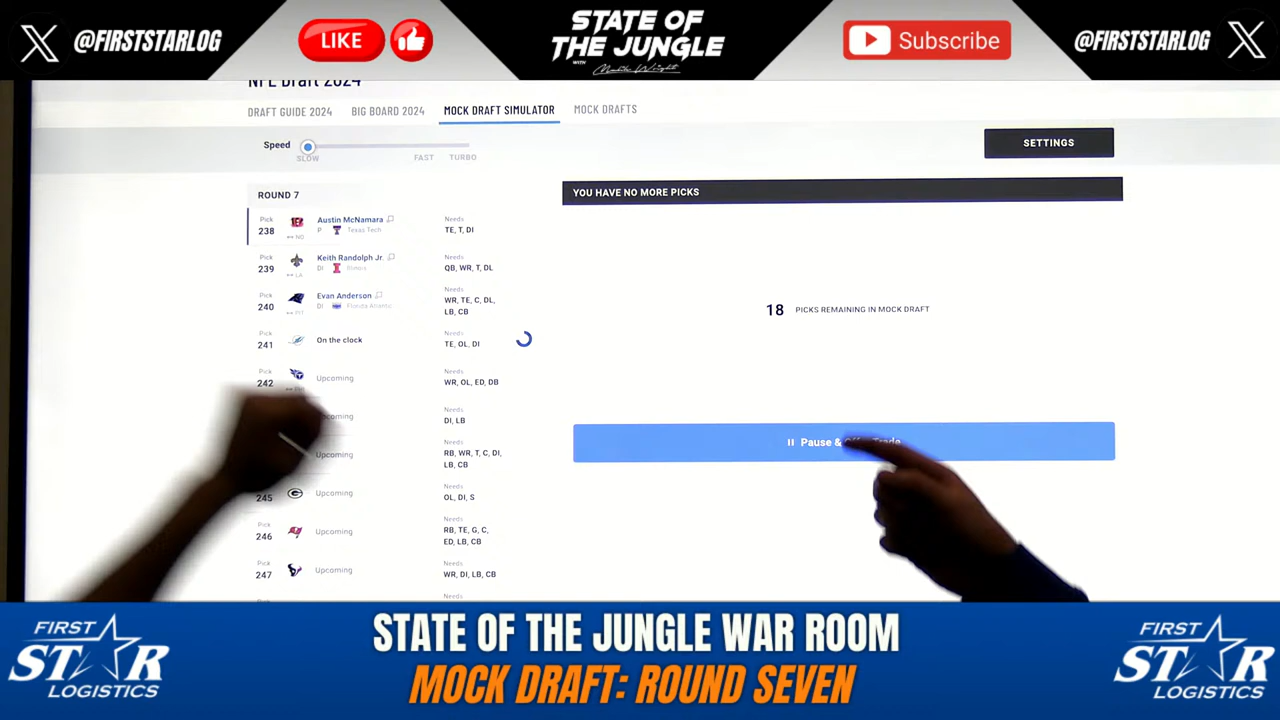 @FIRSTSTARLOG
LIKE
STATE OF
THE JUNGLE
WITH
Subscribe
@FIRSTSTARLOG
NFL Draft 2024
DRAFT GUIDE 2024
BIG BOARD 2024
MOCK DRAFT SIMULATOR
MOCK DRAFTS
Speed
SLOW
FAST
TURBO
SETTINGS
ROUND 7
YOU HAVE NO MORE PICKS
Pick
238
Austin McNamara
P Texas Tech
Needs
TE, T, DI
Pick
239
Keith Randolph Jr.
DI Illinois
Needs
QB, WR, T, DL
Pick
240
Evan Anderson
DI Florida Atlantic
Needs
WR, TE, C, DL,
LB, CB
18 PICKS REMAINING IN MOCK DRAFT
Pick
241
On the clock
Needs
TE, OL, DI
Pick
242
Upcoming
Needs
WR, OL, ED, DB
Upcoming
Needs
DI, LB
Upcoming
Needs
RB, WR, T, C, DI,
LB, CB
Pause & Trade
245
Upcoming
Needs
OL, DI, S
Pick
246
Upcoming
Needs
RB, TE, G, C,
ED, LB, CB
Pick
247
Upcoming
Needs
WR, DI, LB, CB
Needs
FIRST
STAR
LOGISTICS
STATE OF THE JUNGLE WAR ROOM
MOCK DRAFT: ROUND SEVEN
FIRST
STAR
LOGISTICS